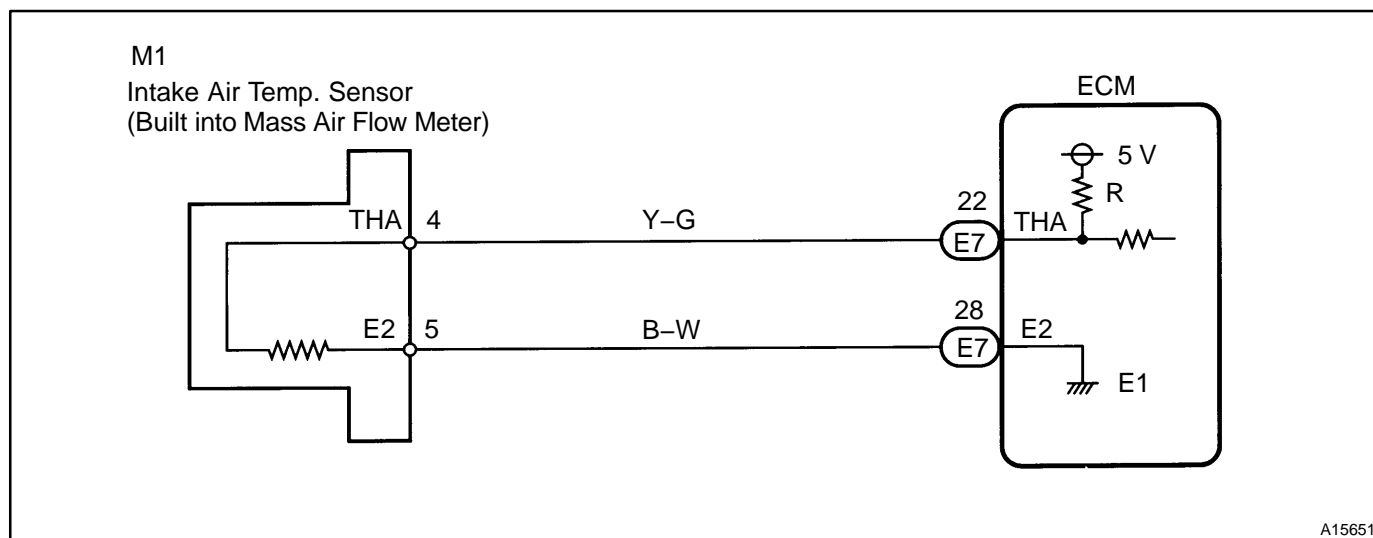 M1
Intake Air Temp. Sensor
(Built into Mass Air Flow Meter)
ECM
5 V
R
THA 4
Y–G
22
E7
THA
E2 5
B–W
28
E7
E2
E1
A15651